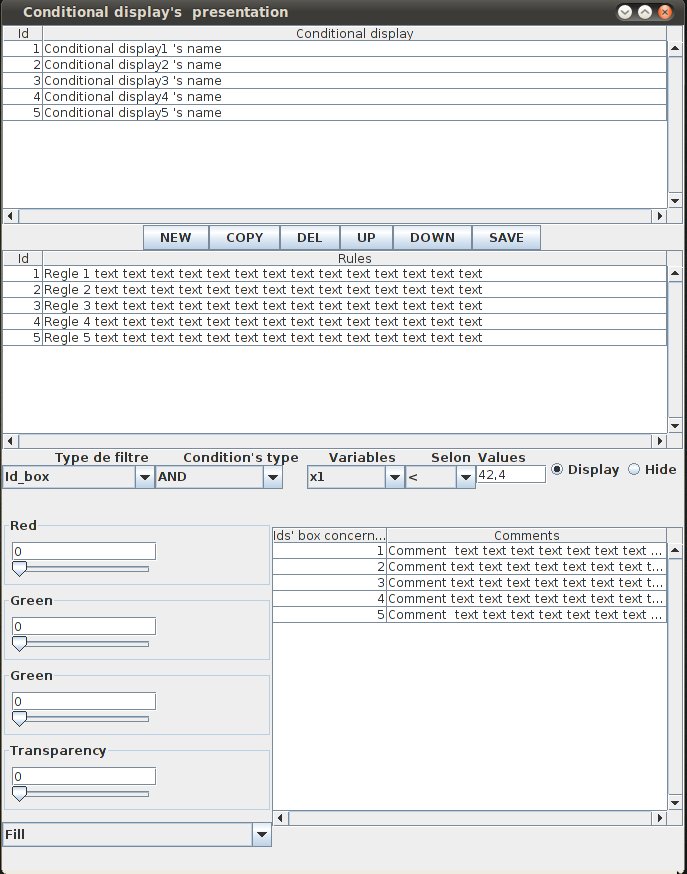 Conditional display's  presentation
Id Conditional display
1 Conditional display1 's name
2 Conditional display2 's name
3 Conditional display3 's name
4 Conditional display4 's name
5 Conditional display5 's name
NEW COPY DEL UP DOWN SAVE
Id Rules
1 Regle 1 text text text text text text text text text text text text text text
2 Regle 2 text text text text text text text text text text text text text text
3 Regle 3 text text text text text text text text text text text text text text
4 Regle 4 text text text text text text text text text text text text text text
5 Regle 5 text text text text text text text text text text text text text text
Type de filtre Condition's type Variables Selon Values
Id_box AND x1 < 42,4 Display Hide
Red
0
Green
0
Green
0
Transparency
0
Fill
Ids' box concern... Comments
1 Comment  text text text text text text text ...
2 Comment  text text text text text text text t...
3 Comment  text text text text text text text ...
4 Comment  text text text text text text text t...
5 Comment  text text text text text text text ...